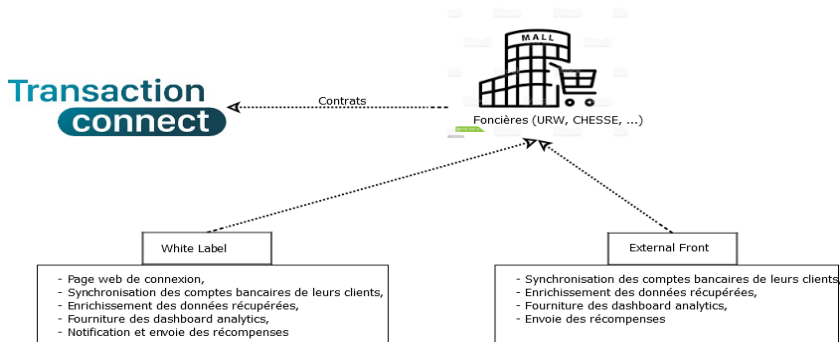 MALL
Transaction
connect
Contrats
Foncières (URW, CHESSE, ...)
White Label
- Page web de connexion,
- Synchronisation des comptes bancaires de leurs clients,
- Enrichissement des données récupérées,
- Fourniture des dashboard analytics,
- Notification et envoie des récompenses
External Front
- Synchronisation des comptes bancaires de leurs clients,
- Enrichissement des données récupérées,
- Fourniture des dashboard analytics,
- Envoie des récompenses